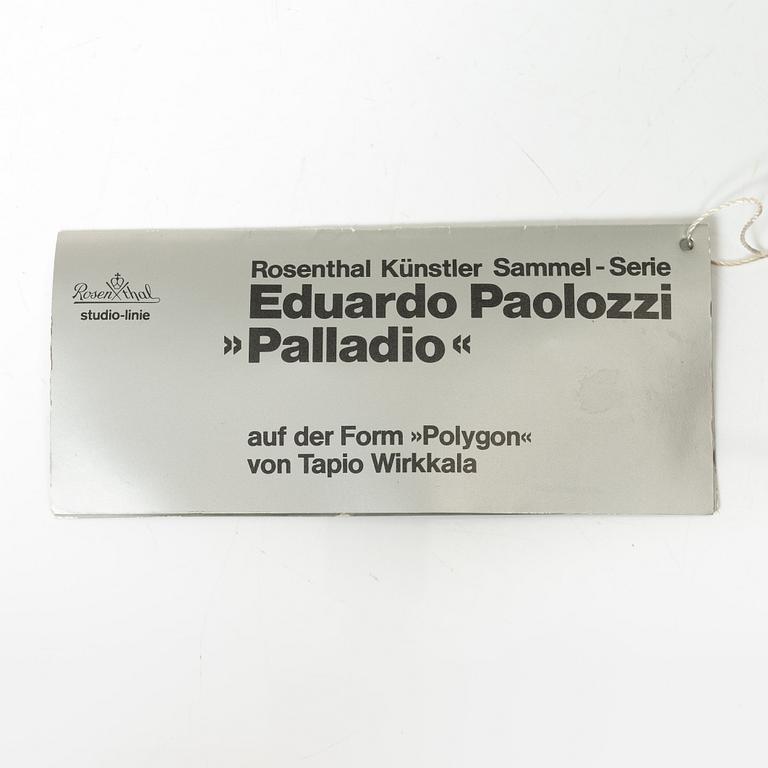 Rosenthal
studio-linie
Rosenthal Künstler Sammel-Serie
Eduardo Paolozzi
»Palladio«
auf der Form »Polygon«
von Tapio Wirkkala